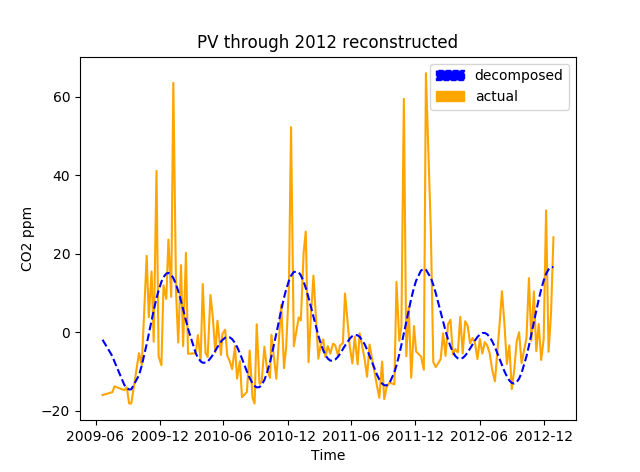 PV through 2012 reconstructed
decomposed
actual
60
40
20
0
−20
CO2 ppm
2009-06 2009-12 2010-06 2010-12 2011-06 2011-12 2012-06 2012-12
Time